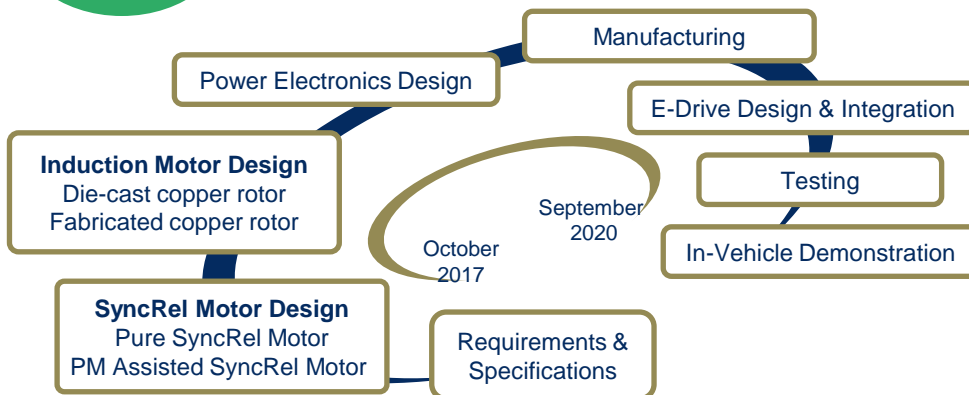 Manufacturing
Power Electronics Design
E-Drive Design & Integration
Induction Motor Design
Die-cast copper rotor
Fabricated copper rotor
Testing
September
2020
October
2017
In-Vehicle Demonstration
SyncRel Motor Design
Pure SyncRel Motor
PM Assisted SyncRel Motor
Requirements &
Specifications